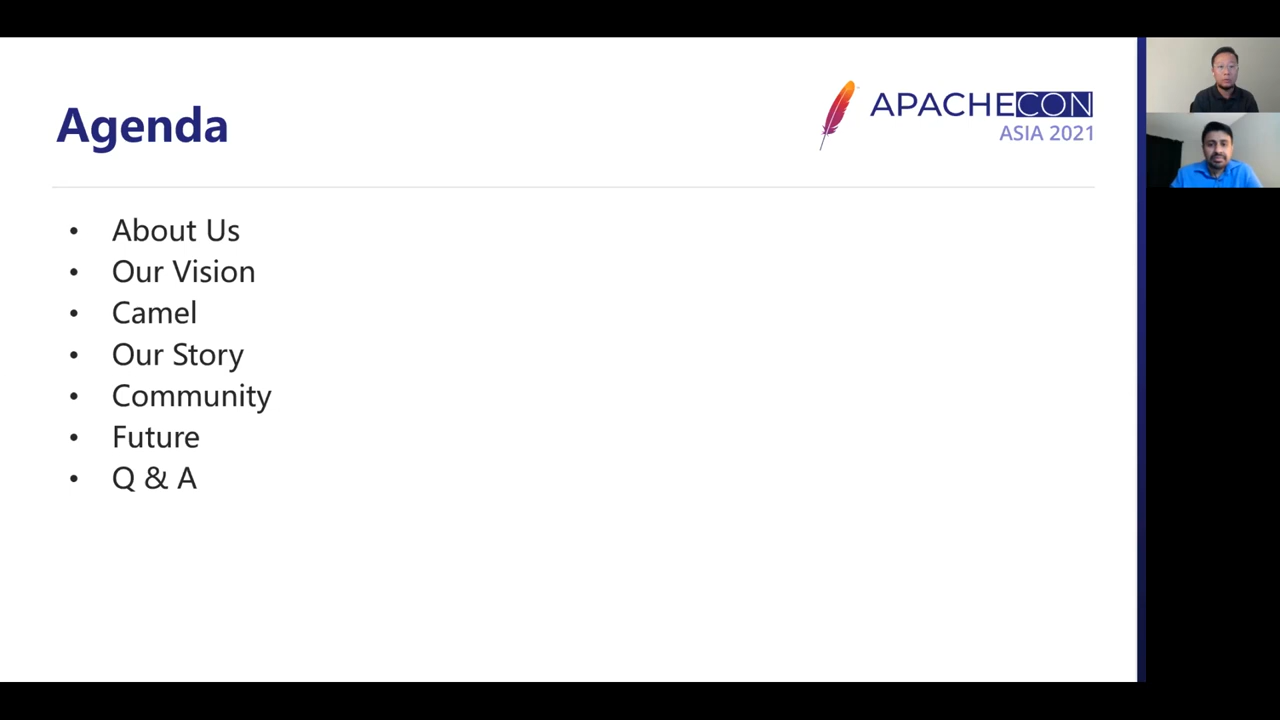 Agenda
APACHECON
ASIA 2021
• About Us
• Our Vision
• Camel
• Our Story
• Community
• Future
• Q & A